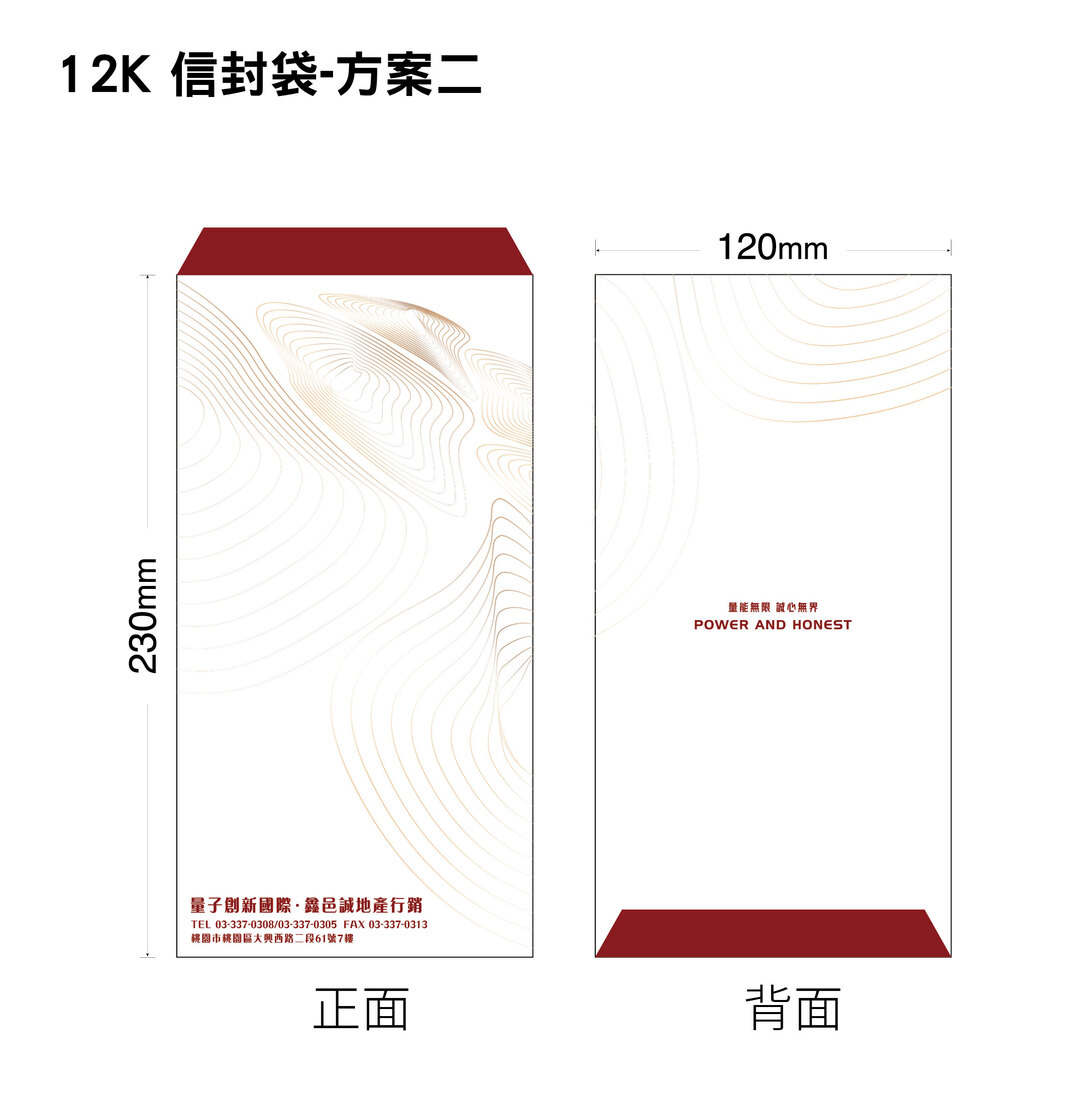 12K 信封袋-方案二
120mm
230mm
量能無限 誠心無界
POWER AND HONEST
量子創新國際·鑫邑誠地產行銷
TEL 03-337-0308/03-337-0305 FAX 03-337-0313
桃園市桃園區大興西路二段61號7樓
正面
背面